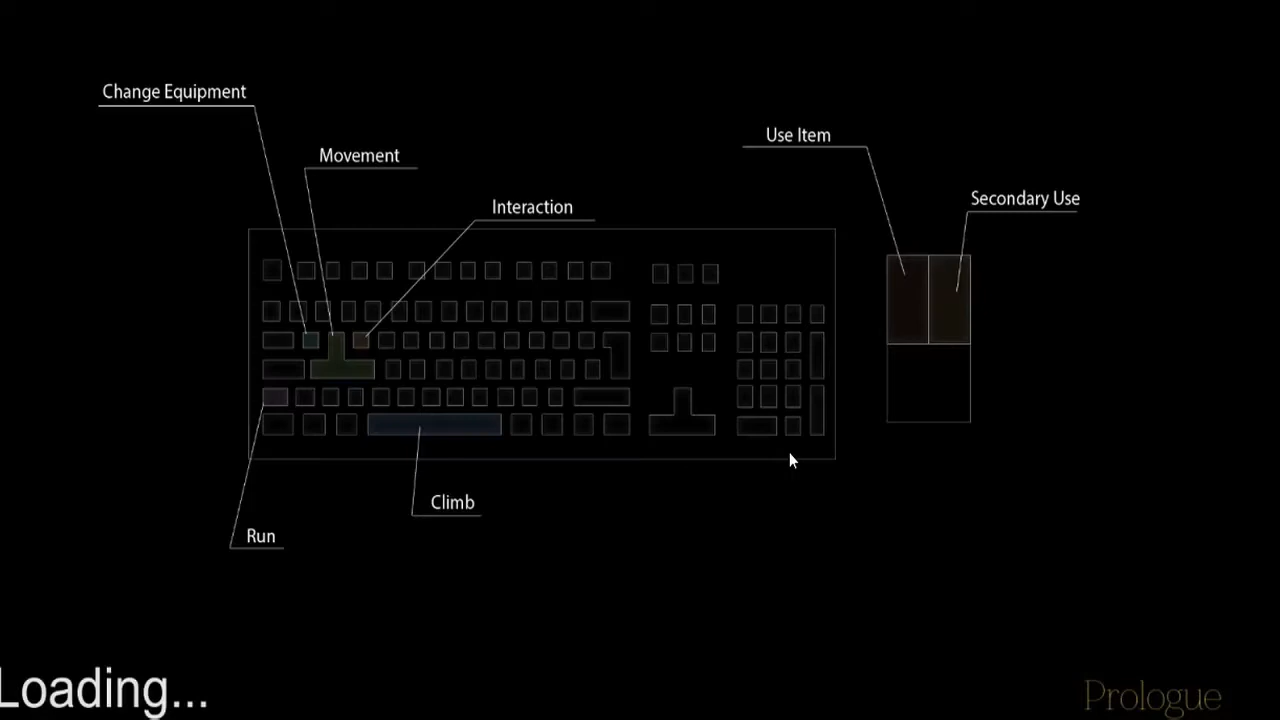 Change Equipment
Movement
Interaction
Use Item
Secondary Use
Climb
Run
Loading...
Prologue